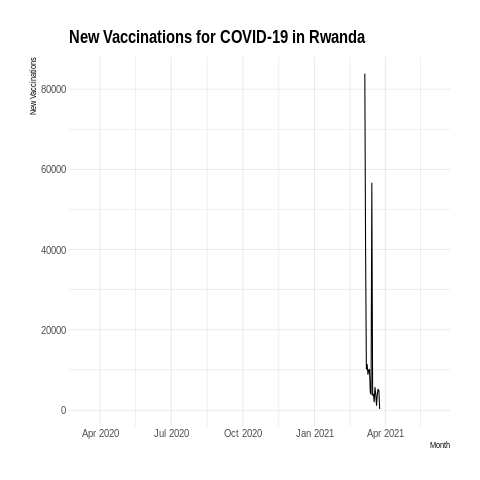 New Vaccinations for COVID-19 in Rwanda
New Vaccinations
80000
60000
40000
20000
0
Apr 2020 Jul 2020 Oct 2020 Jan 2021 Apr 2021
Month